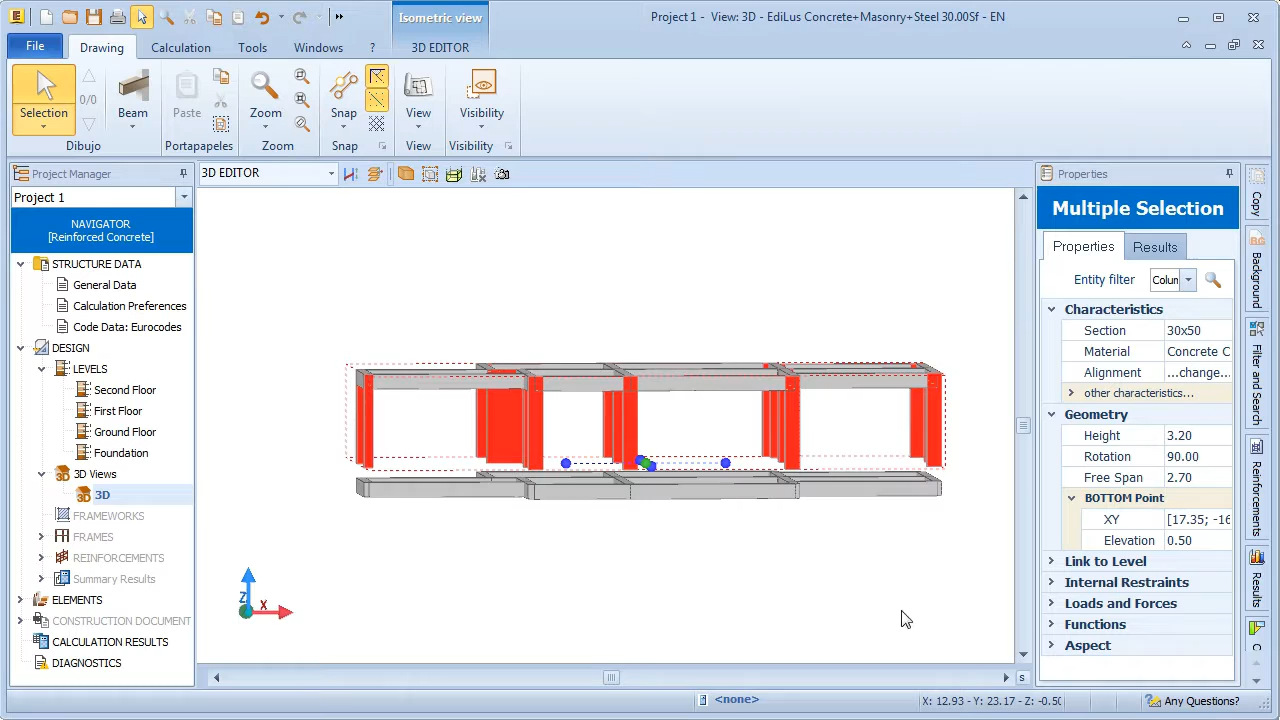 Isometric view
Project 1 - View: 3D - EdiLus Concrete+Masonry+Steel 30.00Sf - EN
File
Drawing
Calculation
Tools
Windows
?
3D EDITOR
Selection
0/0
Beam
Paste
Zoom
Snap
View
Visibility
Dibujo
Portapapeles
Zoom
Snap
View
Visibility
Project Manager
3D EDITOR
Properties
Project 1
NAVIGATOR
[Reinforced Concrete]
STRUCTURE DATA
General Data
Calculation Preferences
Code Data: Eurocodes
DESIGN
LEVELS
Second Floor
First Floor
Ground Floor
Foundation
3D Views
3D
FRAMEWORKS
FRAMES
REINFORCEMENTS
Summary Results
ELEMENTS
CONSTRUCTION DOCUMENT
CALCULATION RESULTS
DIAGNOSTICS
Z
X
Multiple Selection
Properties
Results
Entity filter
Colun
Characteristics
Section 30x50
Material Concrete C
Alignment ...change...
other characteristics...
Geometry
Height 3.20
Rotation 90.00
Free Span 2.70
BOTTOM Point
XY [17.35; -16
Elevation 0.50
Link to Level
Internal Restraints
Loads and Forces
Functions
Aspect
Copy
Background
Filter and Search
Reinforcements
Results
C
S
<none>
X: 12.93 - Y: 23.17 - Z: -0.50
Any Questions?